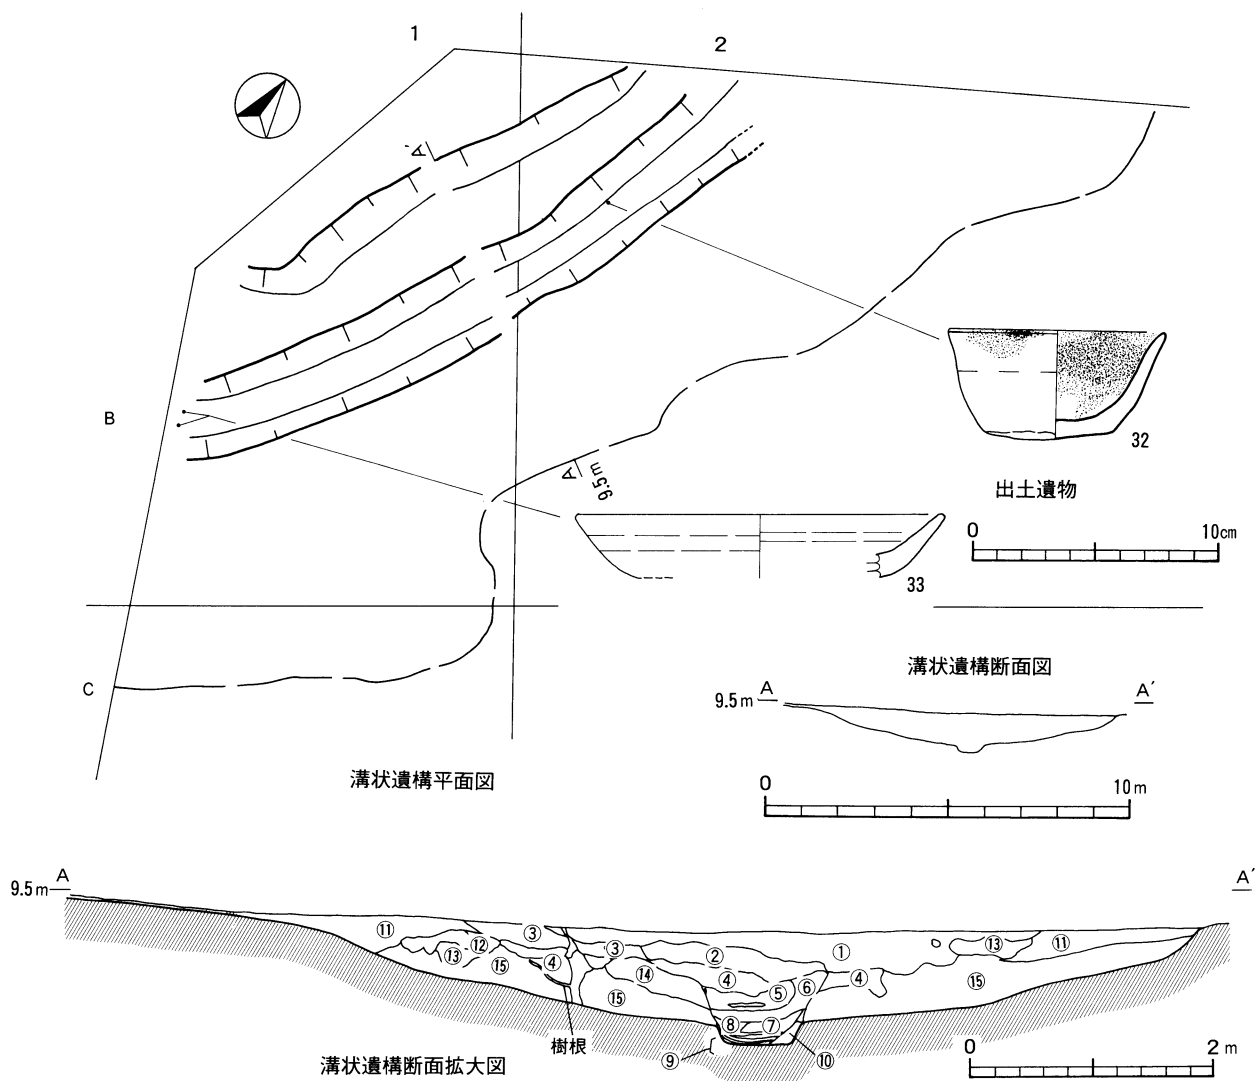 1
2
A′
B
A
9.5m
32
出土遺物
0 10cm
33
C
溝状遺構断面図
9.5m A A′
溝状遺構平面図
0 10m
9.5m A A′
⑪ ③ ① ⑬ ⑪
⑬ ⑫ ③ ②
⑮ ④ ⑭ ④ ⑤ ⑥ ④ ⑮
⑮
⑧ ⑦
樹根 ⑨ ⑩
溝状遺構断面拡大図
0 2m